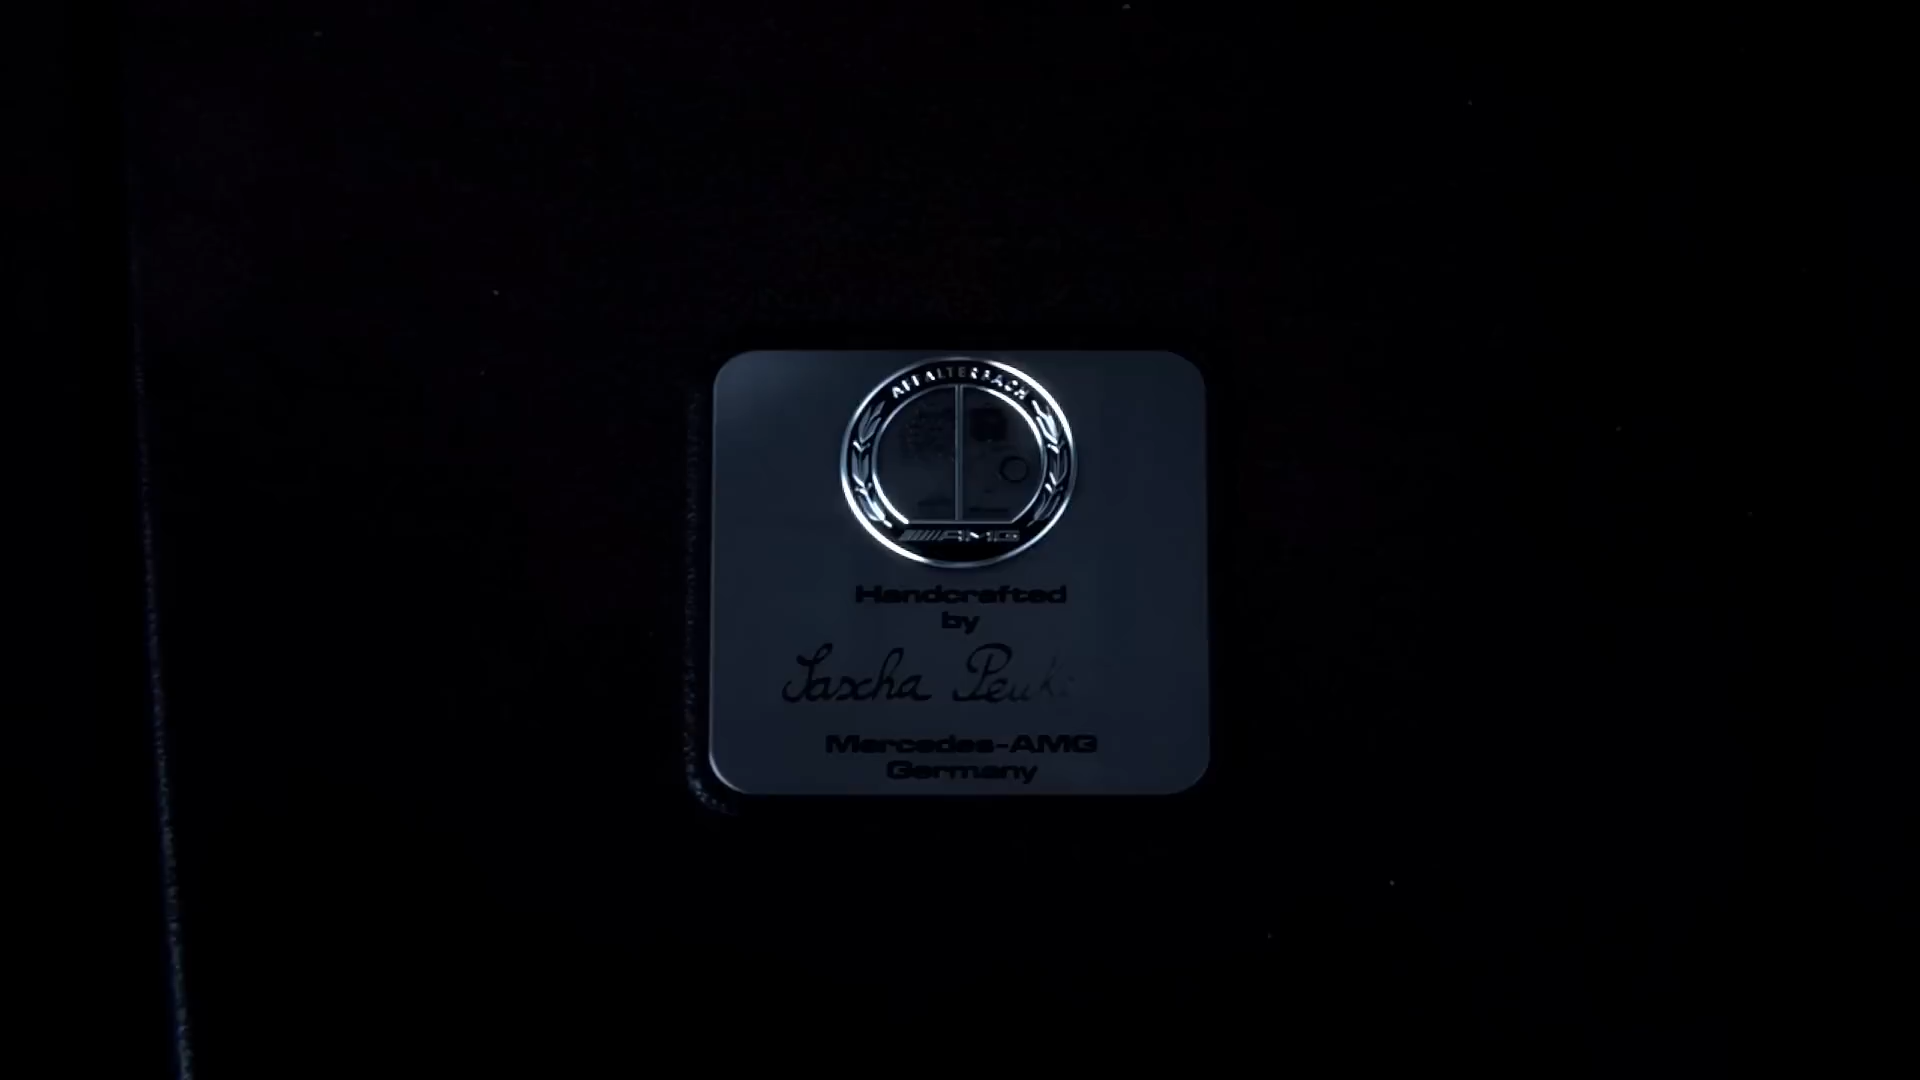 AFFALTERBACH
AMG
Handcrafted
by
Sascha
Mercedes-AMG
Germany